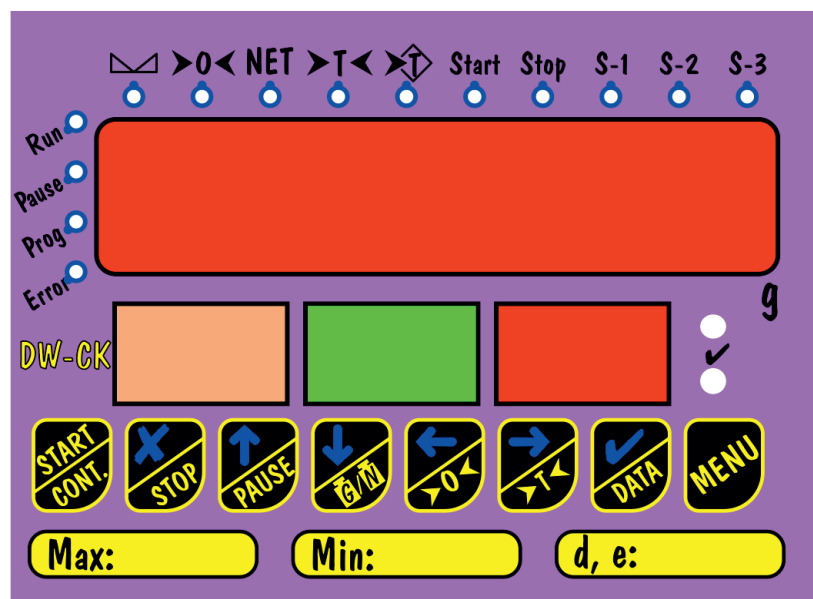 >0< NET >T< >T Start Stop S-1 S-2 S-3
Run
Pause
Prog
Error
g
DW-CK
START CONT.
STOP
PAUSE
G/N
>0<
>T<
DATA
MENU
Max: Min: d, e: